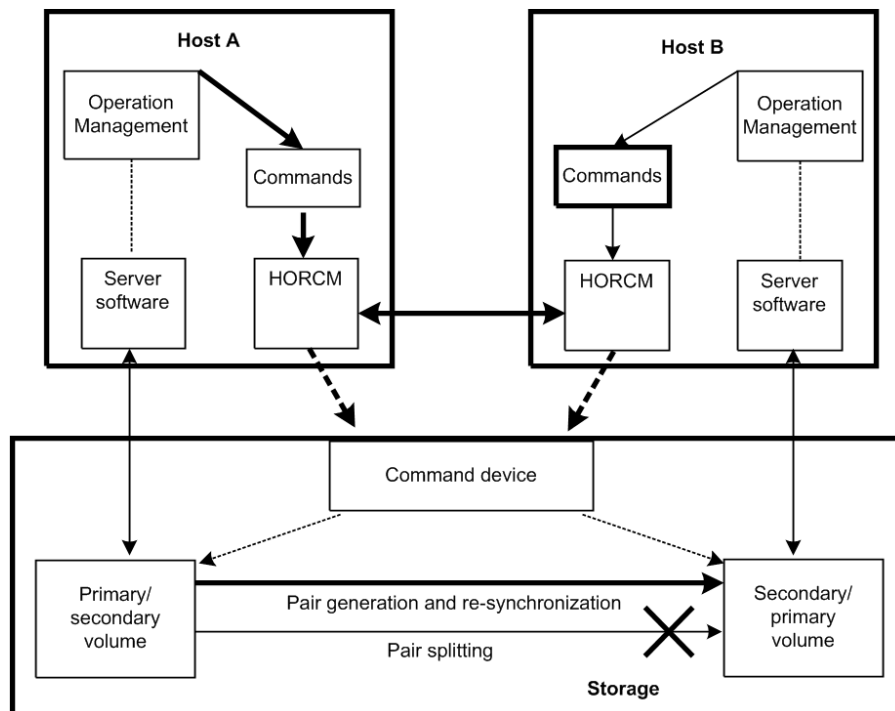 Host A
Operation
Management
Commands
Server
software
HORCM
Host B
Operation
Management
Commands
HORCM
Server
software
Command device
Primary/
secondary
volume
Pair generation and re-synchronization
Pair splitting
Secondary/
primary
volume
Storage